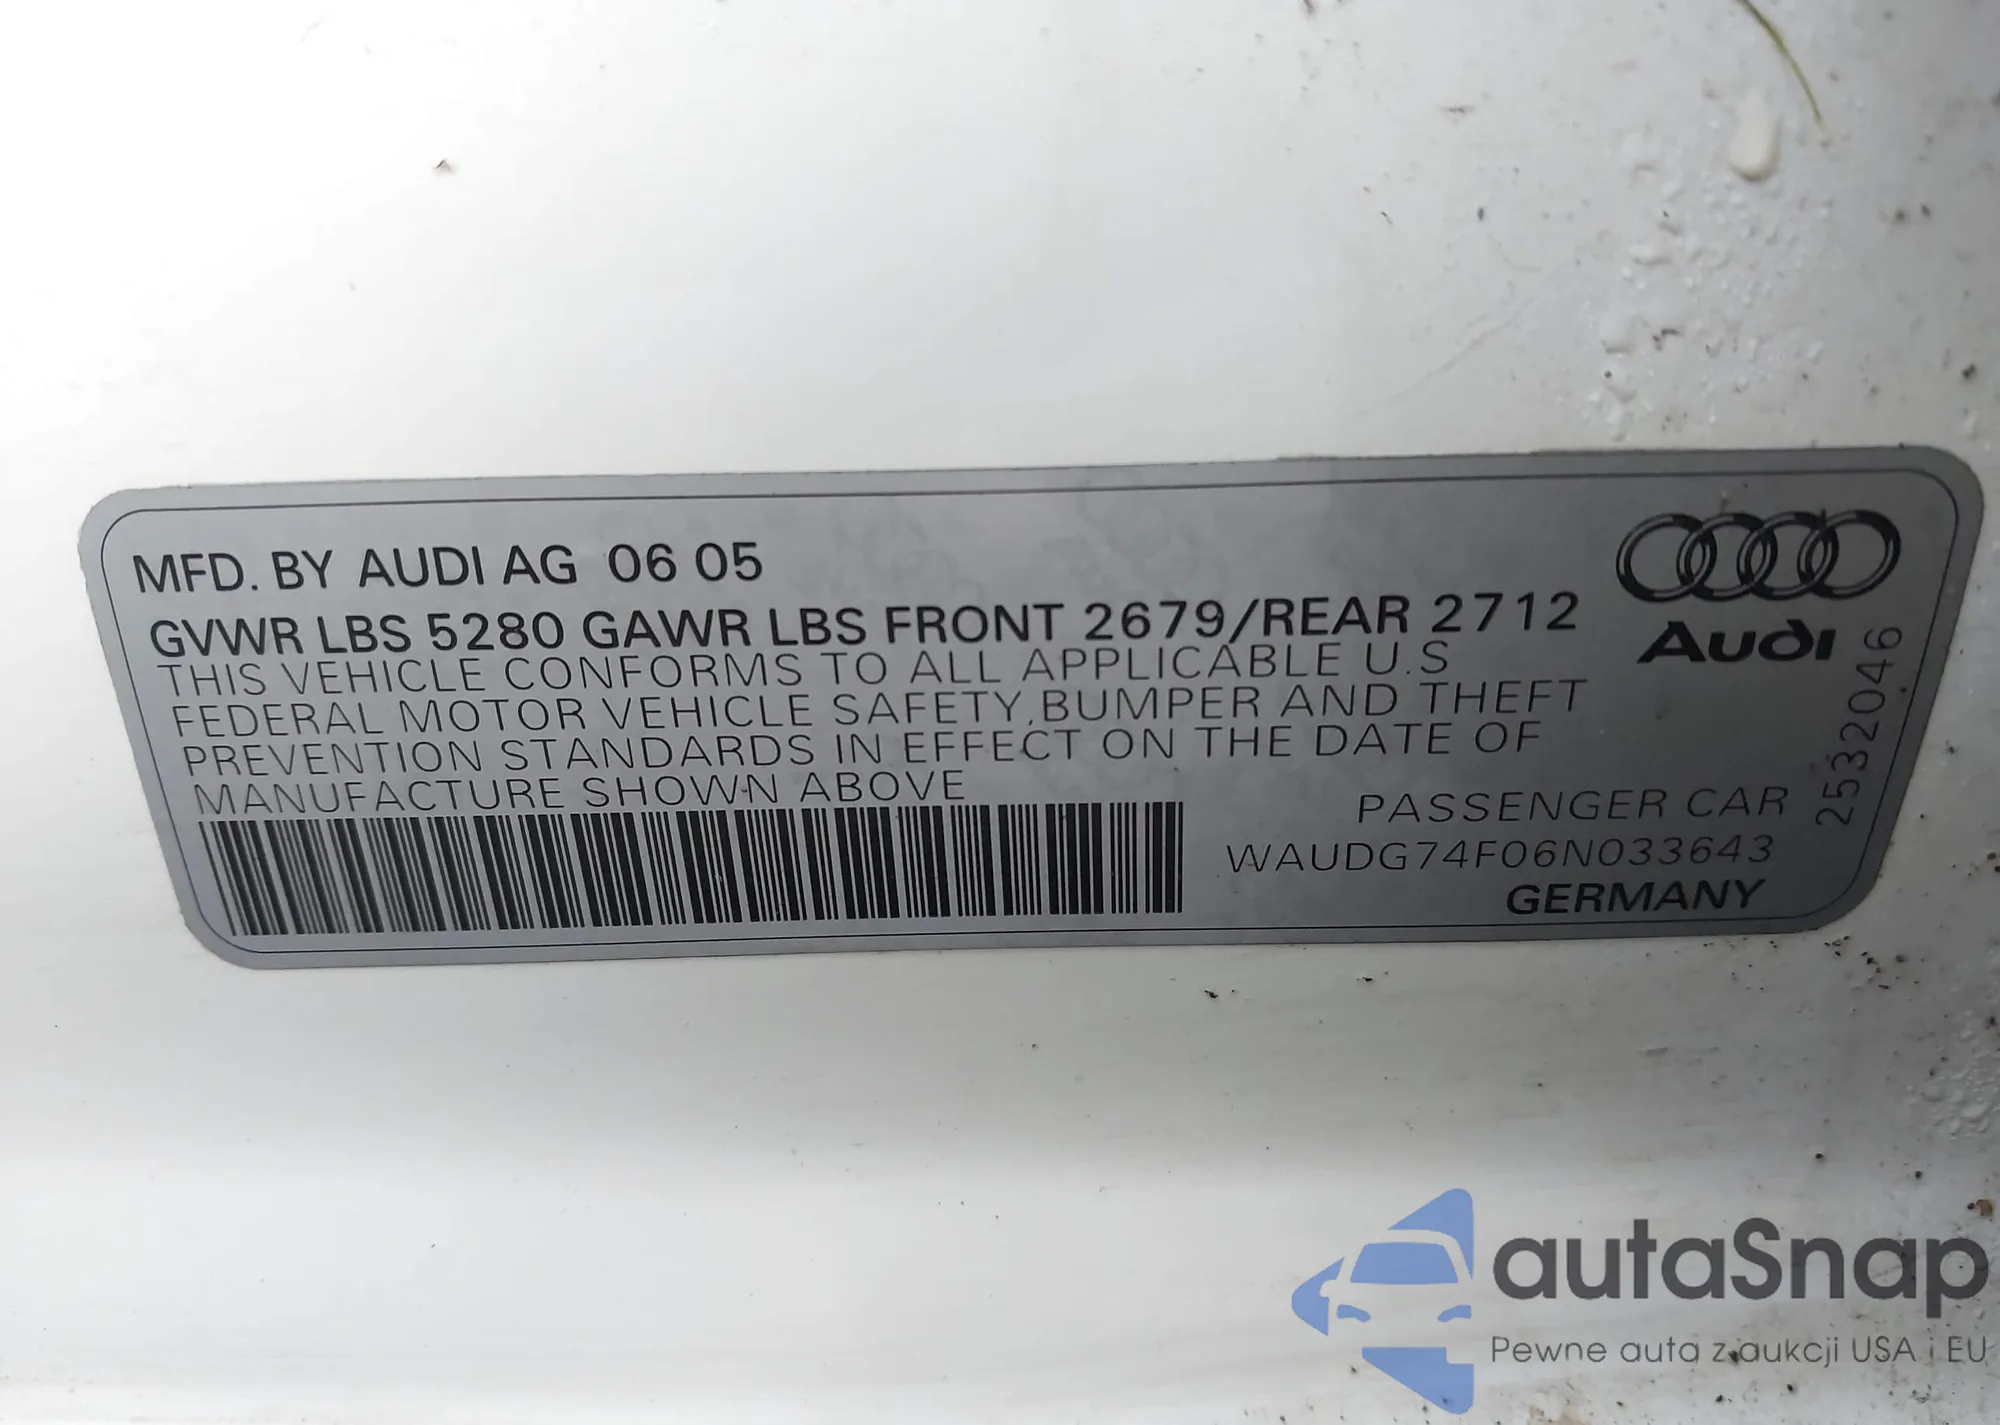 MFD. BY AUDI AG 06 05
GVWR LBS 5280 GAWR LBS FRONT 2679/REAR 2712
THIS VEHICLE CONFORMS TO ALL APPLICABLE U.S
FEDERAL MOTOR VEHICLE SAFETY,BUMPER AND THEFT
PREVENTION STANDARDS IN EFFECT ON THE DATE OF
MANUFACTURE SHOWN ABOVE
PASSENGER CAR
WAUDG74F06N033643
GERMANY
Audi
2532046
autaSnap
Pewne auta z aukcji USA i EU